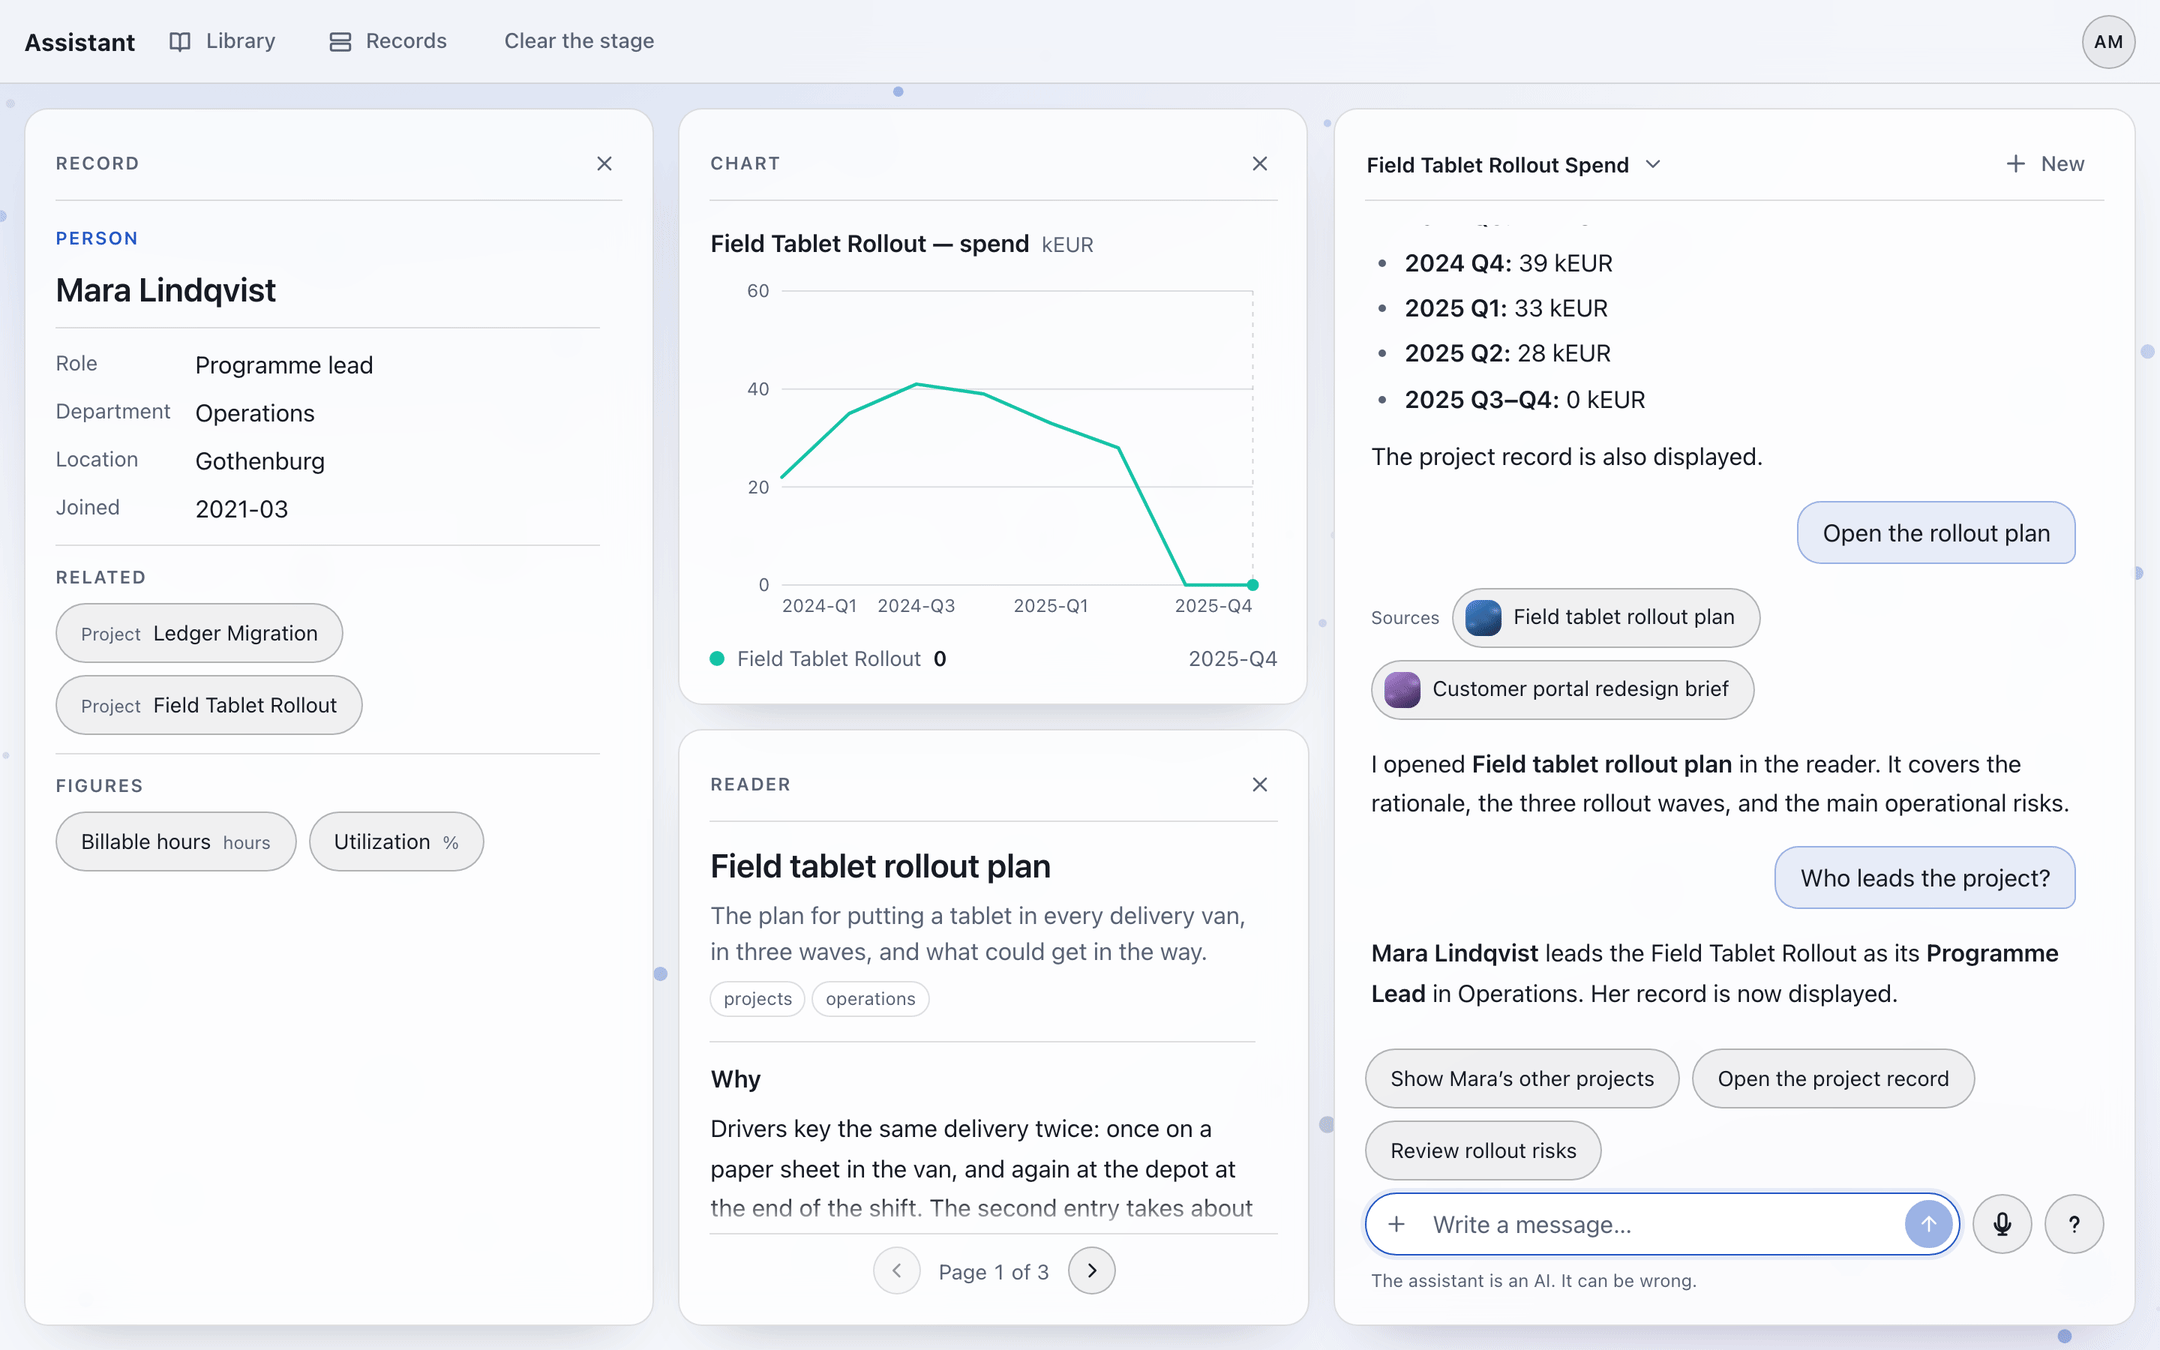 Assistant
Library
Records
Clear the stage
AM
RECORD
PERSON
Mara Lindqvist
Role Programme lead
Department Operations
Location Gothenburg
Joined 2021-03
RELATED
Project Ledger Migration
Project Field Tablet Rollout
FIGURES
Billable hours hours
Utilization %
CHART
Field Tablet Rollout — spend kEUR
60
40
20
0
2024-Q1 2024-Q3 2025-Q1 2025-Q4
Field Tablet Rollout 0 2025-Q4
READER
Field tablet rollout plan
The plan for putting a tablet in every delivery van,
in three waves, and what could get in the way.
projects operations
Why
Drivers key the same delivery twice: once on a
paper sheet in the van, and again at the depot at
the end of the shift. The second entry takes about
Page 1 of 3
Field Tablet Rollout Spend
New
• 2024 Q4: 39 kEUR
• 2025 Q1: 33 kEUR
• 2025 Q2: 28 kEUR
• 2025 Q3–Q4: 0 kEUR
The project record is also displayed.
Open the rollout plan
Sources Field tablet rollout plan
Customer portal redesign brief
I opened Field tablet rollout plan in the reader. It covers the
rationale, the three rollout waves, and the main operational risks.
Who leads the project?
Mara Lindqvist leads the Field Tablet Rollout as its Programme
Lead in Operations. Her record is now displayed.
Show Mara’s other projects
Open the project record
Review rollout risks
Write a message...
?
The assistant is an AI. It can be wrong.